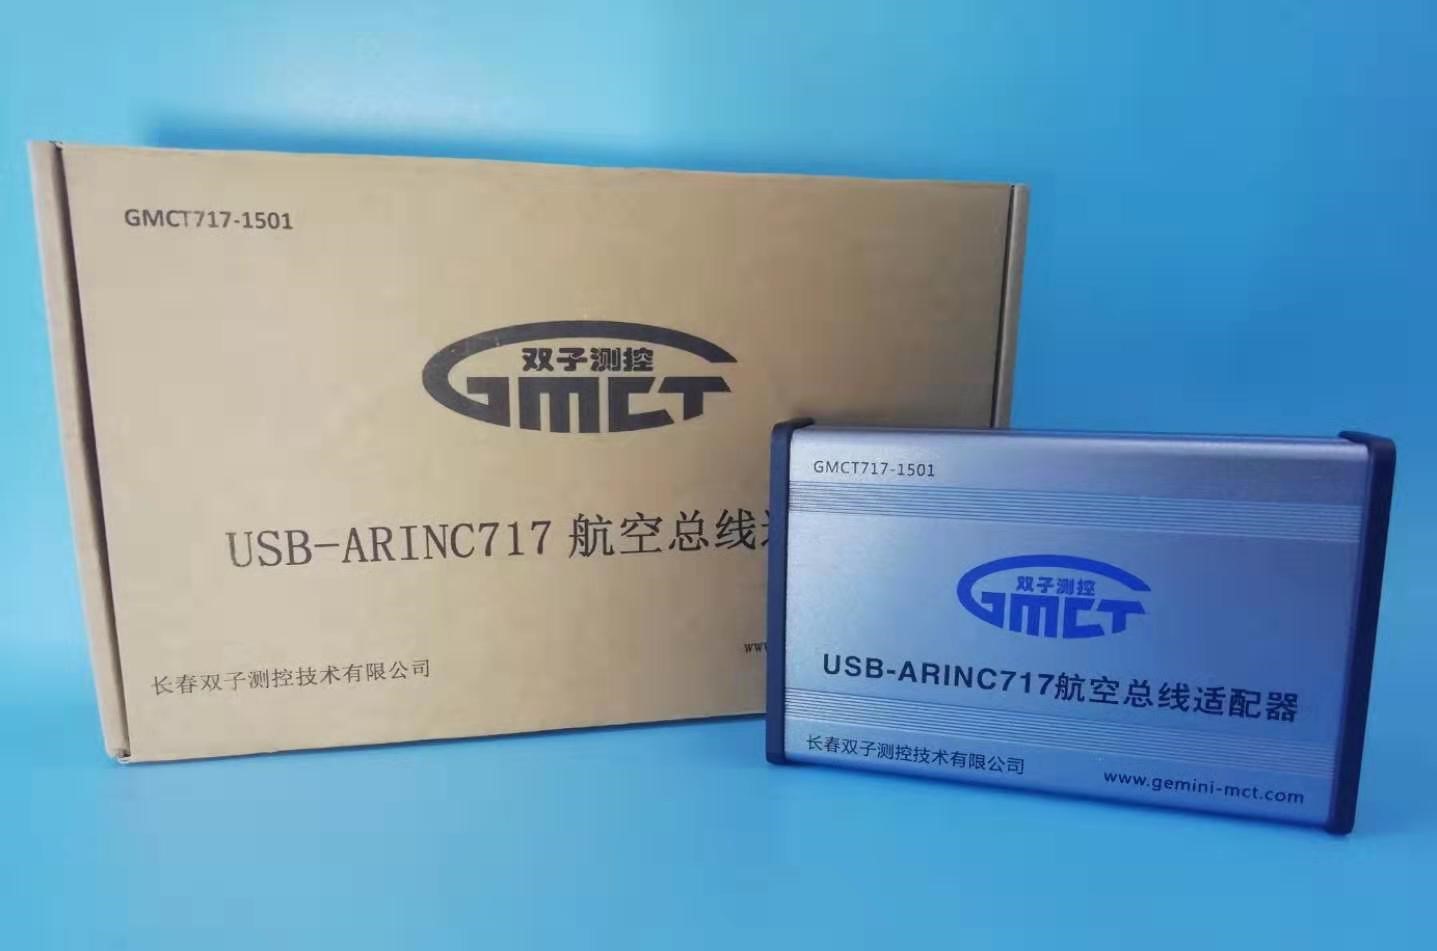 GMCT717-1501
双子测控
GMCT
USB-ARINC717 航空总线
长春双子测控技术有限公司
www
GMCT717-1501
双子测控
GMCT
USB-ARINC717航空总线适配器
长春双子测控技术有限公司
www.gemini-mct.com